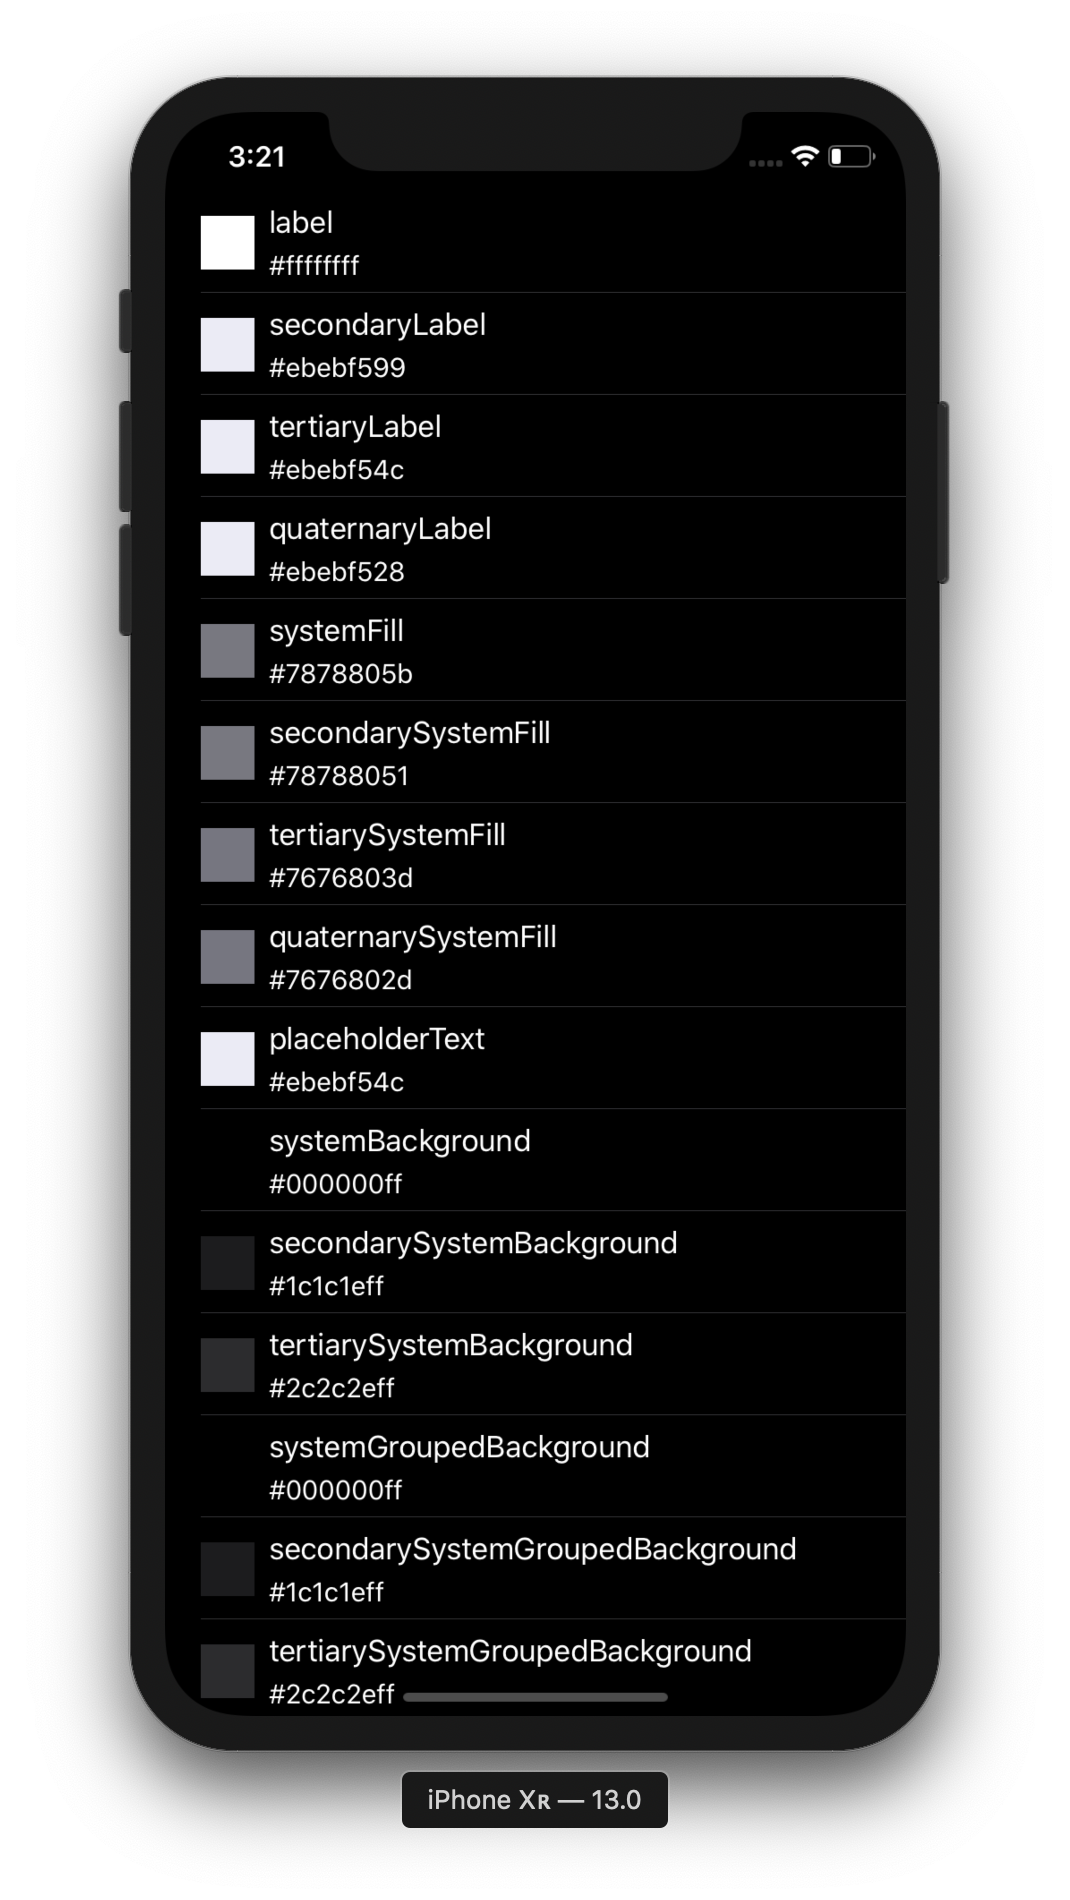 3:21
label
#ffffffff
secondaryLabel
#ebebf599
tertiaryLabel
#ebebf54c
quaternaryLabel
#ebebf528
systemFill
#7878805b
secondarySystemFill
#78788051
tertiarySystemFill
#7676803d
quaternarySystemFill
#7676802d
placeholderText
#ebebf54c
systemBackground
#000000ff
secondarySystemBackground
#1c1c1eff
tertiarySystemBackground
#2c2c2eff
systemGroupedBackground
#000000ff
secondarySystemGroupedBackground
#1c1c1eff
tertiarySystemGroupedBackground
#2c2c2eff
iPhone Xʀ — 13.0